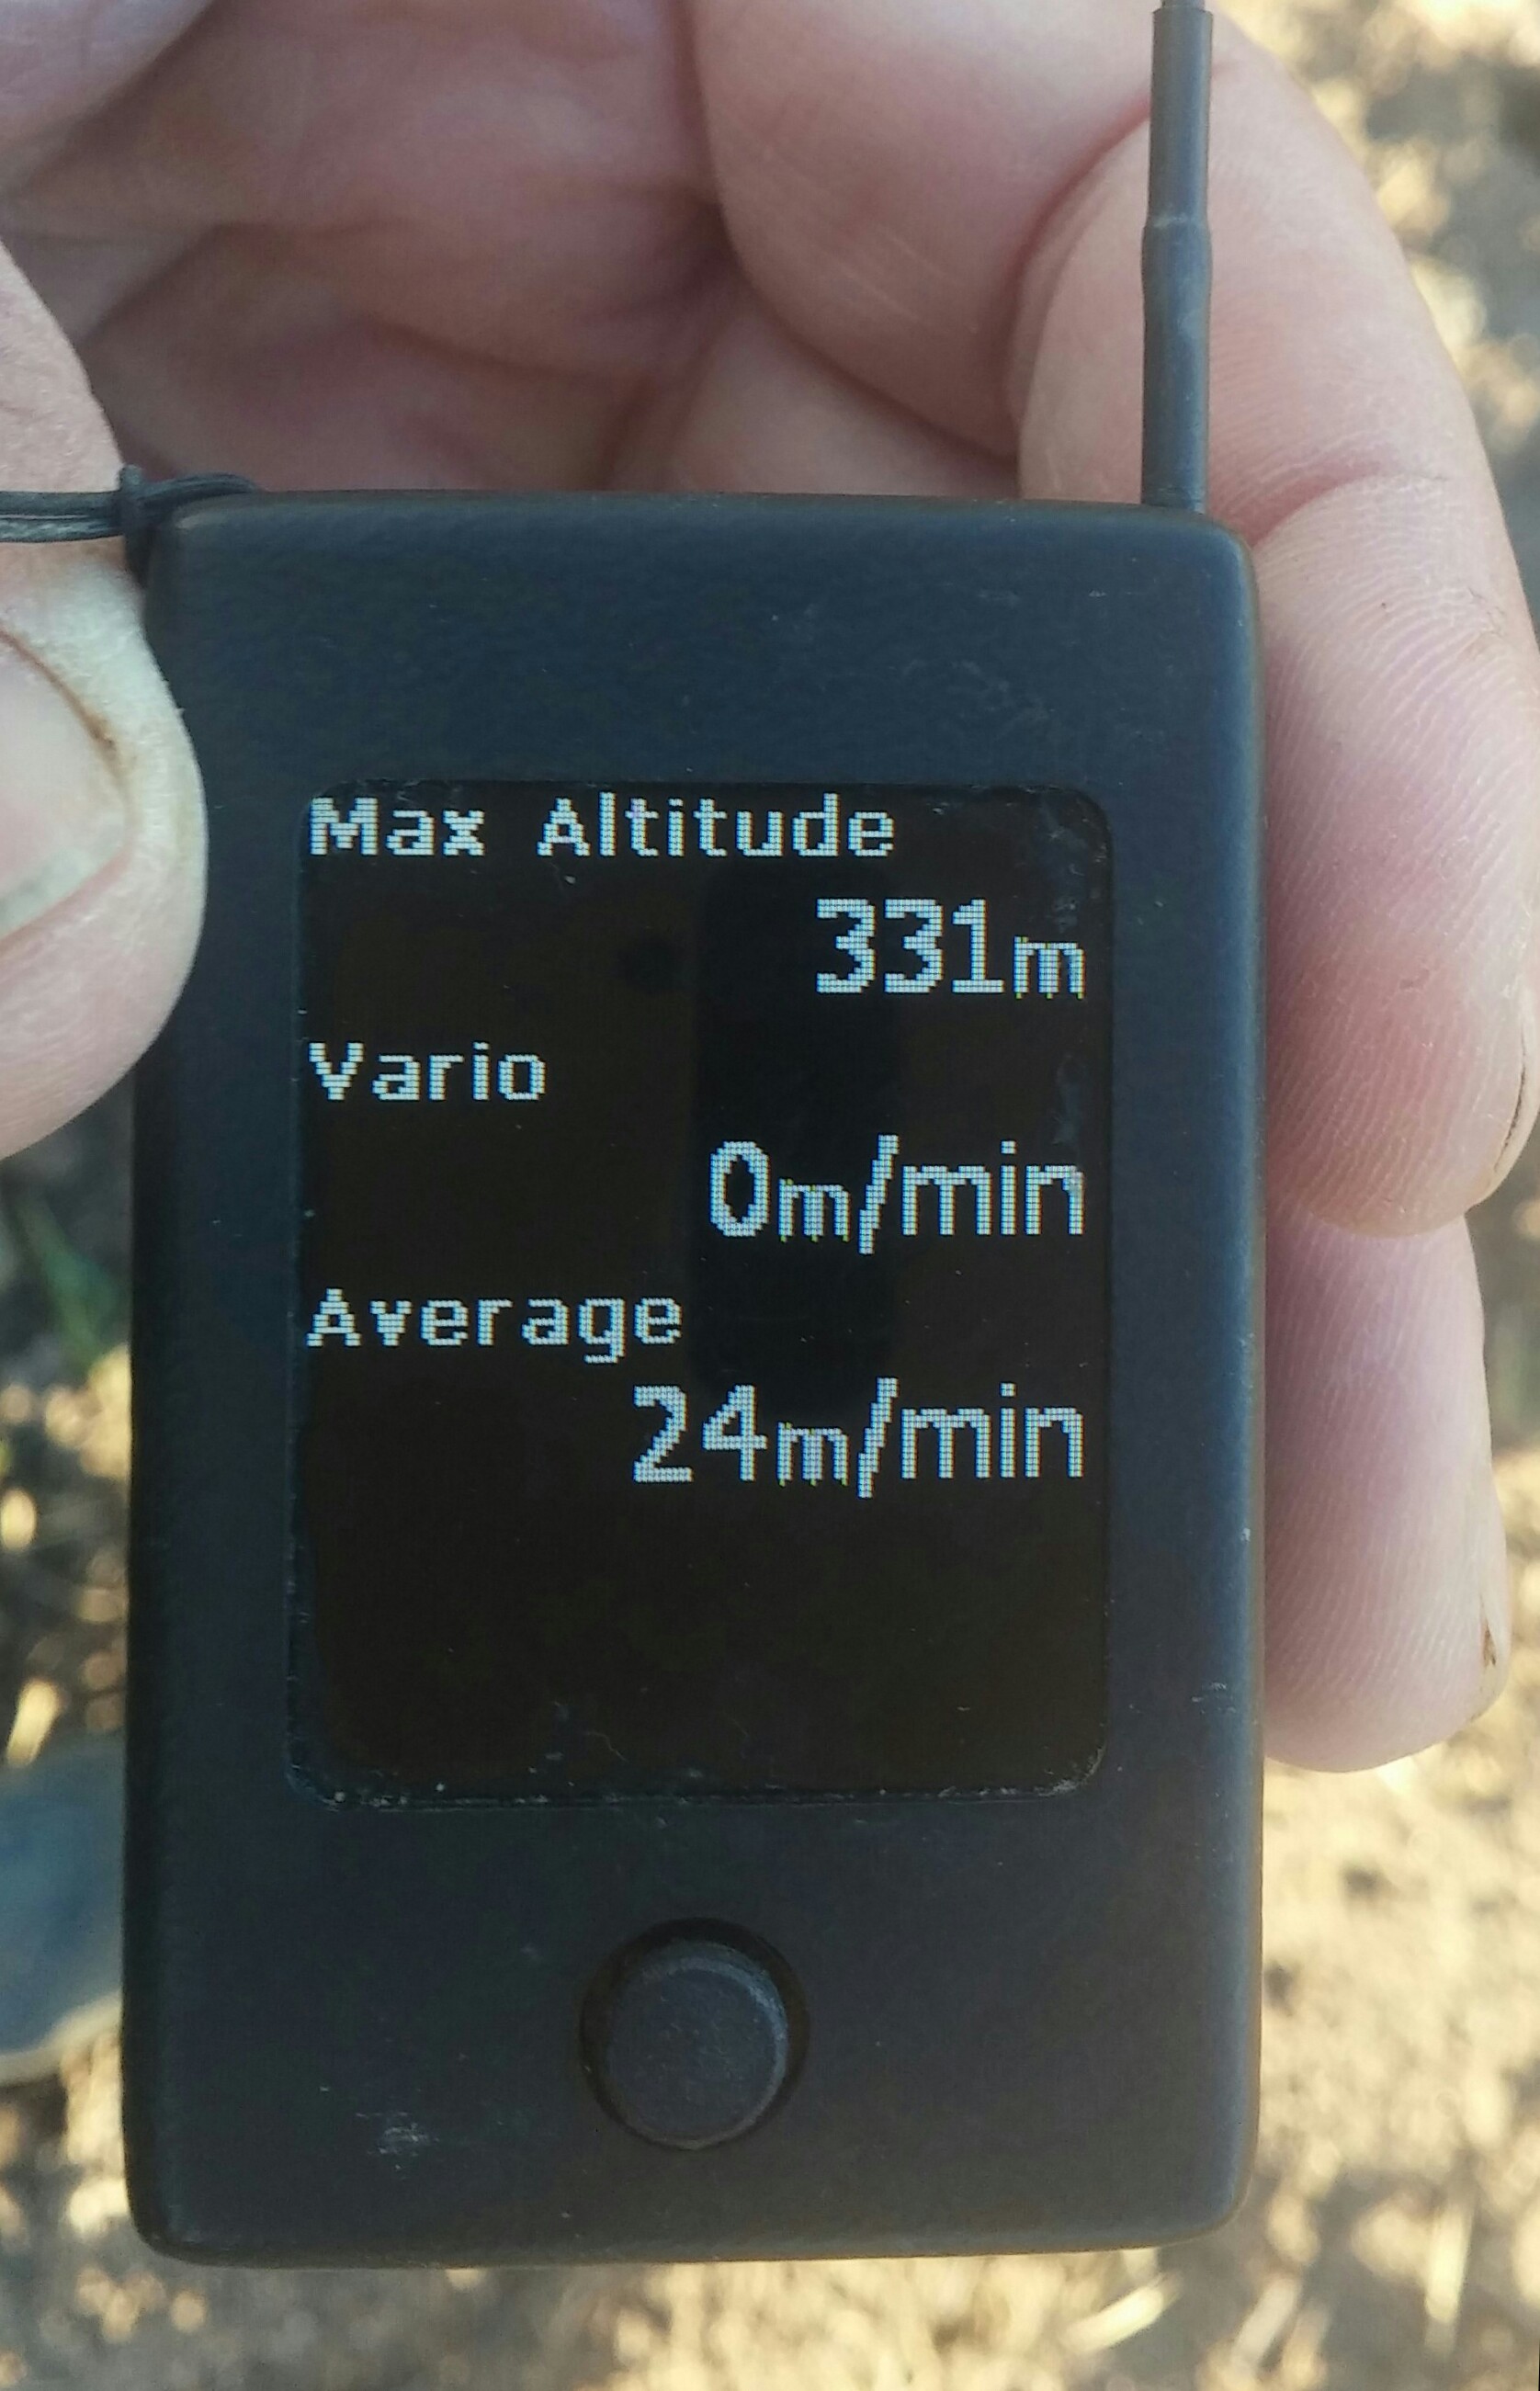 Max Altitude
331m
Vario
0m/min
Average
24m/min